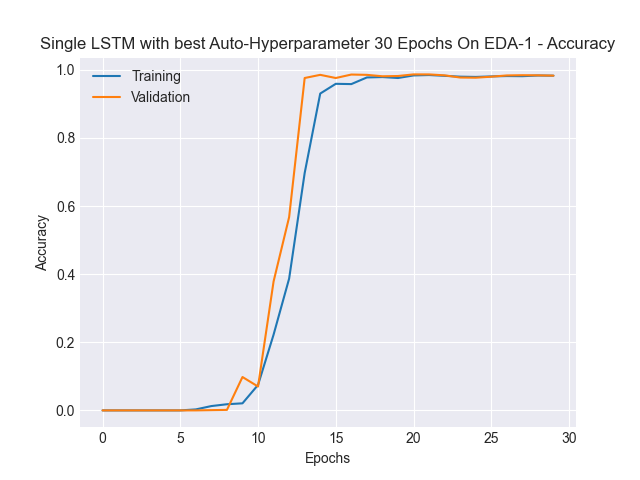 Single LSTM with best Auto-Hyperparameter 30 Epochs On EDA-1 - Accuracy
Training
Validation
1.0
0.8
0.6
0.4
0.2
0.0
Accuracy
0 5 10 15 20 25 30
Epochs